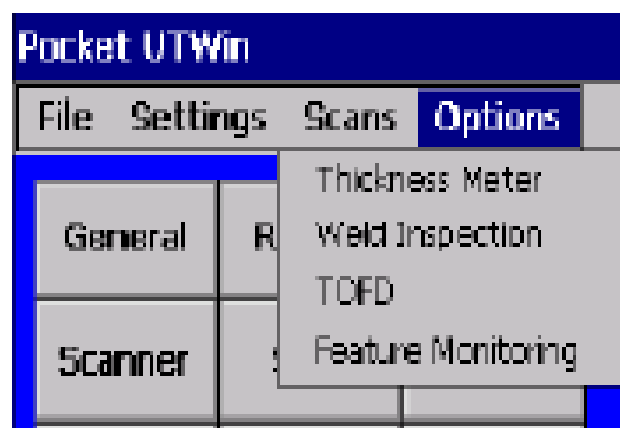 Pocket UTWin
File Settings Scans Options
Thickness Meter
General
Weld Inspection
TOFD
Scanner
Feature Monitoring